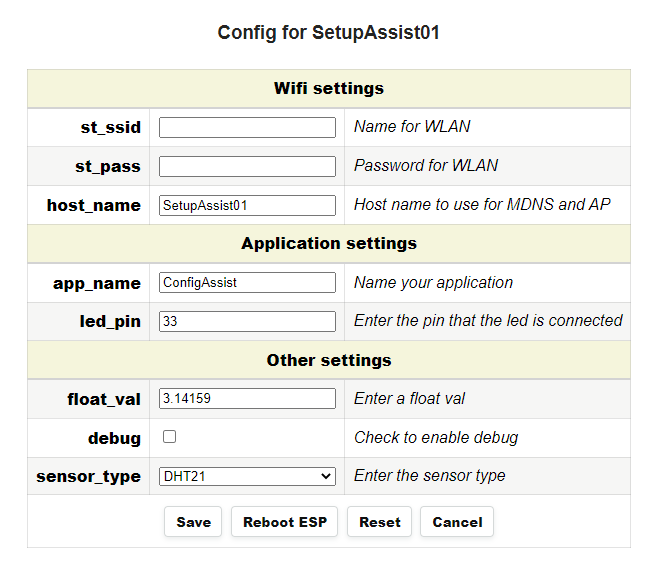 Config for SetupAssist01
Wifi settings
st_ssid Name for WLAN
st_pass Password for WLAN
host_name SetupAssist01 Host name to use for MDNS and AP
Application settings
app_name ConfigAssist Name your application
led_pin 33 Enter the pin that the led is connected
Other settings
float_val 3.14159 Enter a float val
debug Check to enable debug
sensor_type DHT21 Enter the sensor type
Save Reboot ESP Reset Cancel